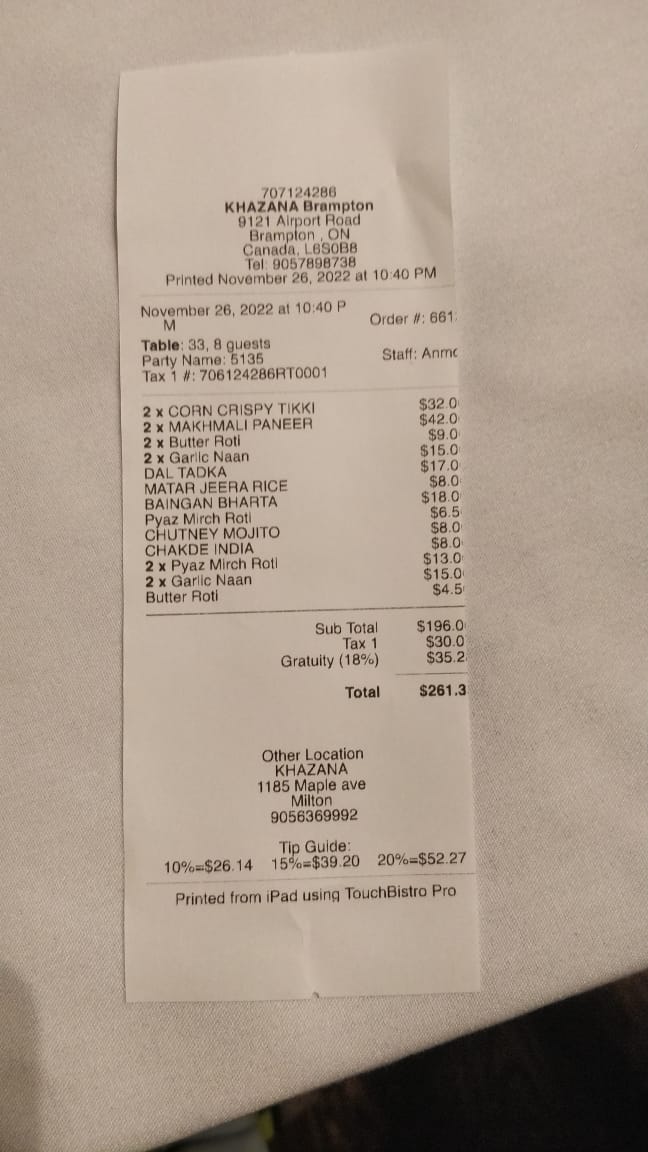 707124286
KHAZANA Brampton
9121 Airport Road
Brampton , ON
Canada, L6S0B8
Tel: 9057898738
Printed November 26, 2022 at 10:40 PM
November 26, 2022 at 10:40 P
M
Order #: 661
Table: 33, 8 guests
Party Name: 5135
Staff: Anmo
Tax 1 #: 706124286RT0001
2 x CORN CRISPY TIKKI $32.0
2 x MAKHMALI PANEER $42.0
2 x Butter Roti $9.0
2 x Garlic Naan $15.0
DAL TADKA $17.0
MATAR JEERA RICE $8.0
BAINGAN BHARTA $18.0
Pyaz Mirch Roti $6.5
CHUTNEY MOJITO $8.0
CHAKDE INDIA $8.0
2 x Pyaz Mirch Roti $13.0
2 x Garlic Naan $15.0
Butter Roti $4.5
Sub Total $196.0
Tax 1 $30.0
Gratuity (18%) $35.2
Total $261.3
Other Location
KHAZANA
1185 Maple ave
Milton
9056369992
Tip Guide:
10%=$26.14 15%=$39.20 20%=$52.27
Printed from iPad using TouchBistro Pro